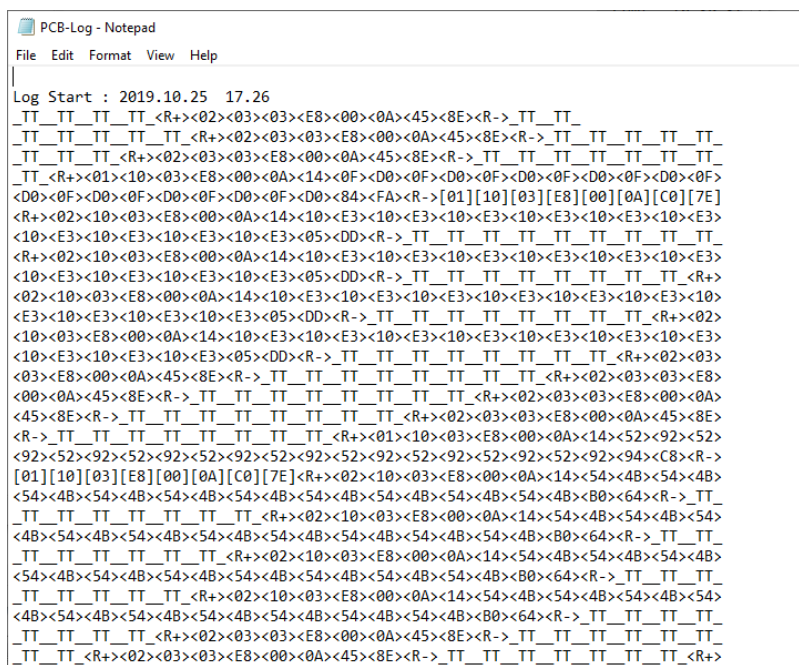 PCB-Log - Notepad
File Edit Format View Help
Log Start : 2019.10.25  17.26
_TT__TT__TT__TT_<R+><02><03><03><E8><00><0A><45><8E><R->_TT__TT_
_TT__TT__TT__TT__TT_<R+><02><03><03><E8><00><0A><45><8E><R->_TT__TT__TT__TT__TT_
_TT__TT__TT_<R+><02><03><03><E8><00><0A><45><8E><R->_TT__TT__TT__TT__TT__TT__TT_
_TT_<R+><01><10><03><E8><00><0A><14><0F><D0><0F><D0><0F><D0><0F><D0><0F><D0><0F>
<D0><0F><D0><0F><D0><0F><D0><0F><D0><84><FA><R->[01][10][03][E8][00][0A][C0][7E]
<R+><02><10><03><E8><00><0A><14><10><E3><10><E3><10><E3><10><E3><10><E3><10><E3>
<10><E3><10><E3><10><E3><10><E3><05><DD><R->_TT__TT__TT__TT__TT__TT__TT__TT_
<R+><02><10><03><E8><00><0A><14><10><E3><10><E3><10><E3><10><E3><10><E3><10><E3>
<10><E3><10><E3><10><E3><10><E3><05><DD><R->_TT__TT__TT__TT__TT__TT__TT_<R+>
<02><10><03><E8><00><0A><14><10><E3><10><E3><10><E3><10><E3><10><E3><10><E3><10>
<E3><10><E3><10><E3><10><E3><05><DD><R->_TT__TT__TT__TT__TT__TT__TT_<R+><02>
<10><03><E8><00><0A><14><10><E3><10><E3><10><E3><10><E3><10><E3><10><E3><10><E3>
<10><E3><10><E3><10><E3><05><DD><R->_TT__TT__TT__TT__TT__TT__TT_<R+><02><03>
<03><E8><00><0A><45><8E><R->_TT__TT__TT__TT__TT__TT__TT_<R+><02><03><03><E8>
<00><0A><45><8E><R->_TT__TT__TT__TT__TT__TT__TT_<R+><02><03><03><E8><00><0A>
<45><8E><R->_TT__TT__TT__TT__TT__TT__TT_<R+><02><03><03><E8><00><0A><45><8E>
<R->_TT__TT__TT__TT__TT__TT__TT_<R+><01><10><03><E8><00><0A><14><52><92><52>
<92><52><92><52><92><52><92><52><92><52><92><52><92><52><92><52><92><94><C8><R->
[01][10][03][E8][00][0A][C0][7E]<R+><02><10><03><E8><00><0A><14><54><4B><54><4B>
<54><4B><54><4B><54><4B><54><4B><54><4B><54><4B><54><4B><54><4B><B0><64><R->_TT_
_TT__TT__TT__TT__TT__TT_<R+><02><10><03><E8><00><0A><14><54><4B><54><4B><54>
<4B><54><4B><54><4B><54><4B><54><4B><54><4B><54><4B><54><4B><B0><64><R->_TT__TT_
_TT__TT__TT__TT__TT__TT_<R+><02><10><03><E8><00><0A><14><54><4B><54><4B><54><4B>
<54><4B><54><4B><54><4B><54><4B><54><4B><54><4B><54><4B><B0><64><R->_TT__TT__TT_
_TT__TT__TT__TT__TT_<R+><02><10><03><E8><00><0A><14><54><4B><54><4B><54><4B><54>
<4B><54><4B><54><4B><54><4B><54><4B><54><4B><54><4B><B0><64><R->_TT__TT__TT__TT_
_TT__TT__TT__TT_<R+><02><03><03><E8><00><0A><45><8E><R->_TT__TT__TT__TT__TT__TT_
_TT__TT_<R+><02><03><03><E8><00><0A><45><8E><R->_TT__TT__TT__TT__TT__TT__TT_<R+>